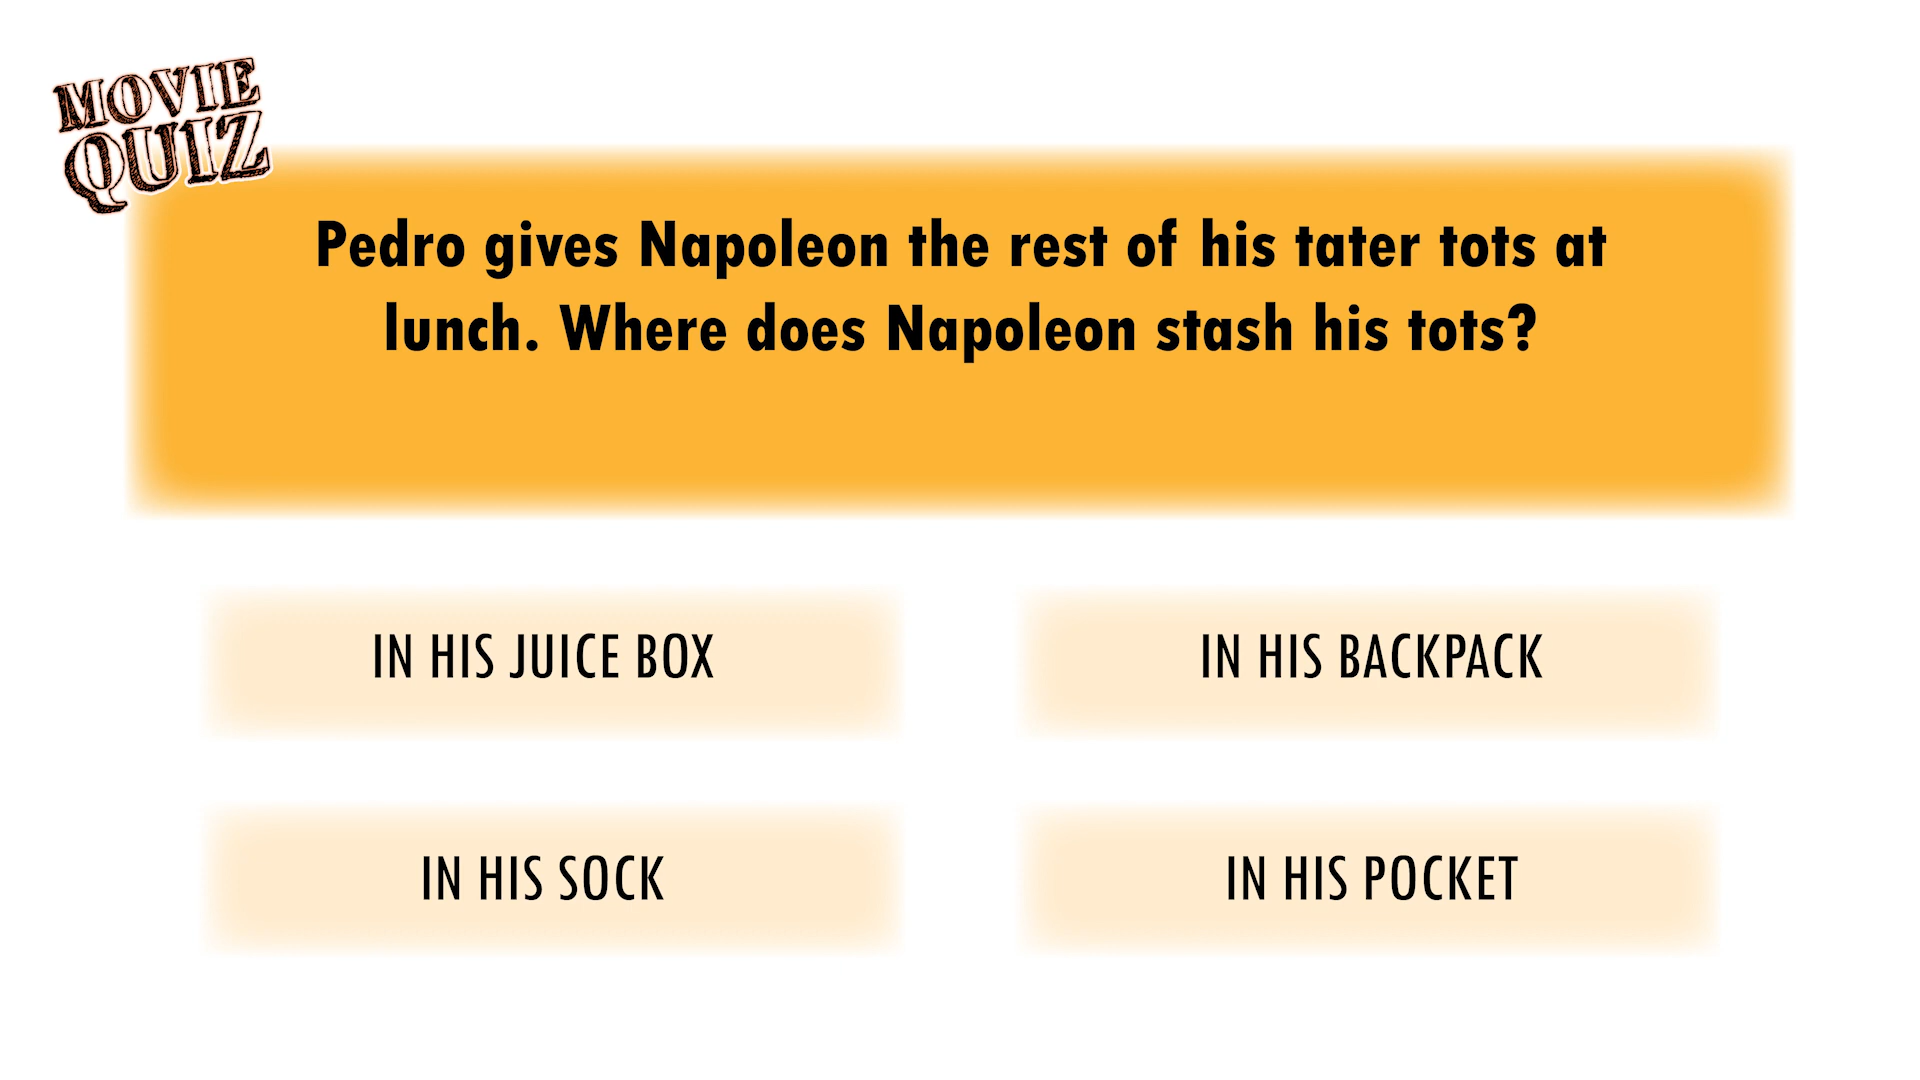 MOVIE
QUIZ
Pedro gives Napoleon the rest of his tater tots at
lunch. Where does Napoleon stash his tots?
IN HIS JUICE BOX
IN HIS BACKPACK
IN HIS SOCK
IN HIS POCKET